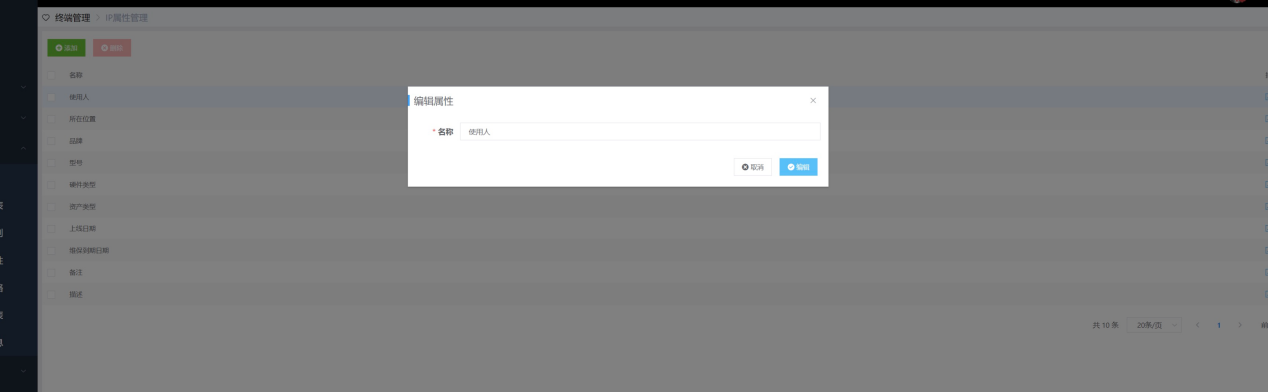 终端管理 > IP属性管理
添加 删除
名称
使用人
所在位置
品牌
型号
硬件类型
资产类型
上线日期
维保到期日期
备注
描述
编辑属性
* 名称 使用人
取消 编辑
共 10 条 20条/页 < 1 > 前